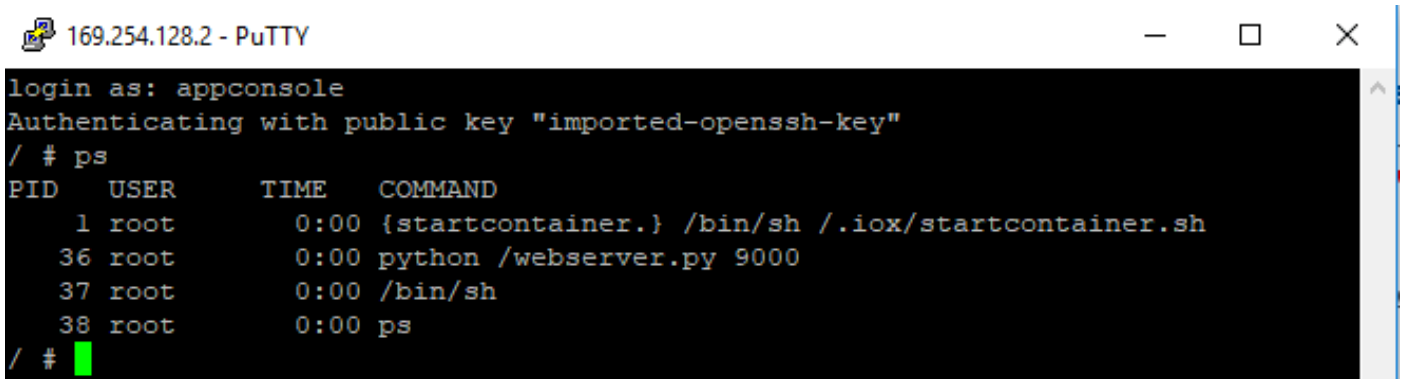 169.254.128.2 - PuTTY
login as: appconsole
Authenticating with public key "imported-openssh-key"
/ # ps
PID   USER     TIME   COMMAND
    1 root       0:00 {startcontainer.} /bin/sh /.iox/startcontainer.sh
   36 root       0:00 python /webserver.py 9000
   37 root       0:00 /bin/sh
   38 root       0:00 ps
/ #